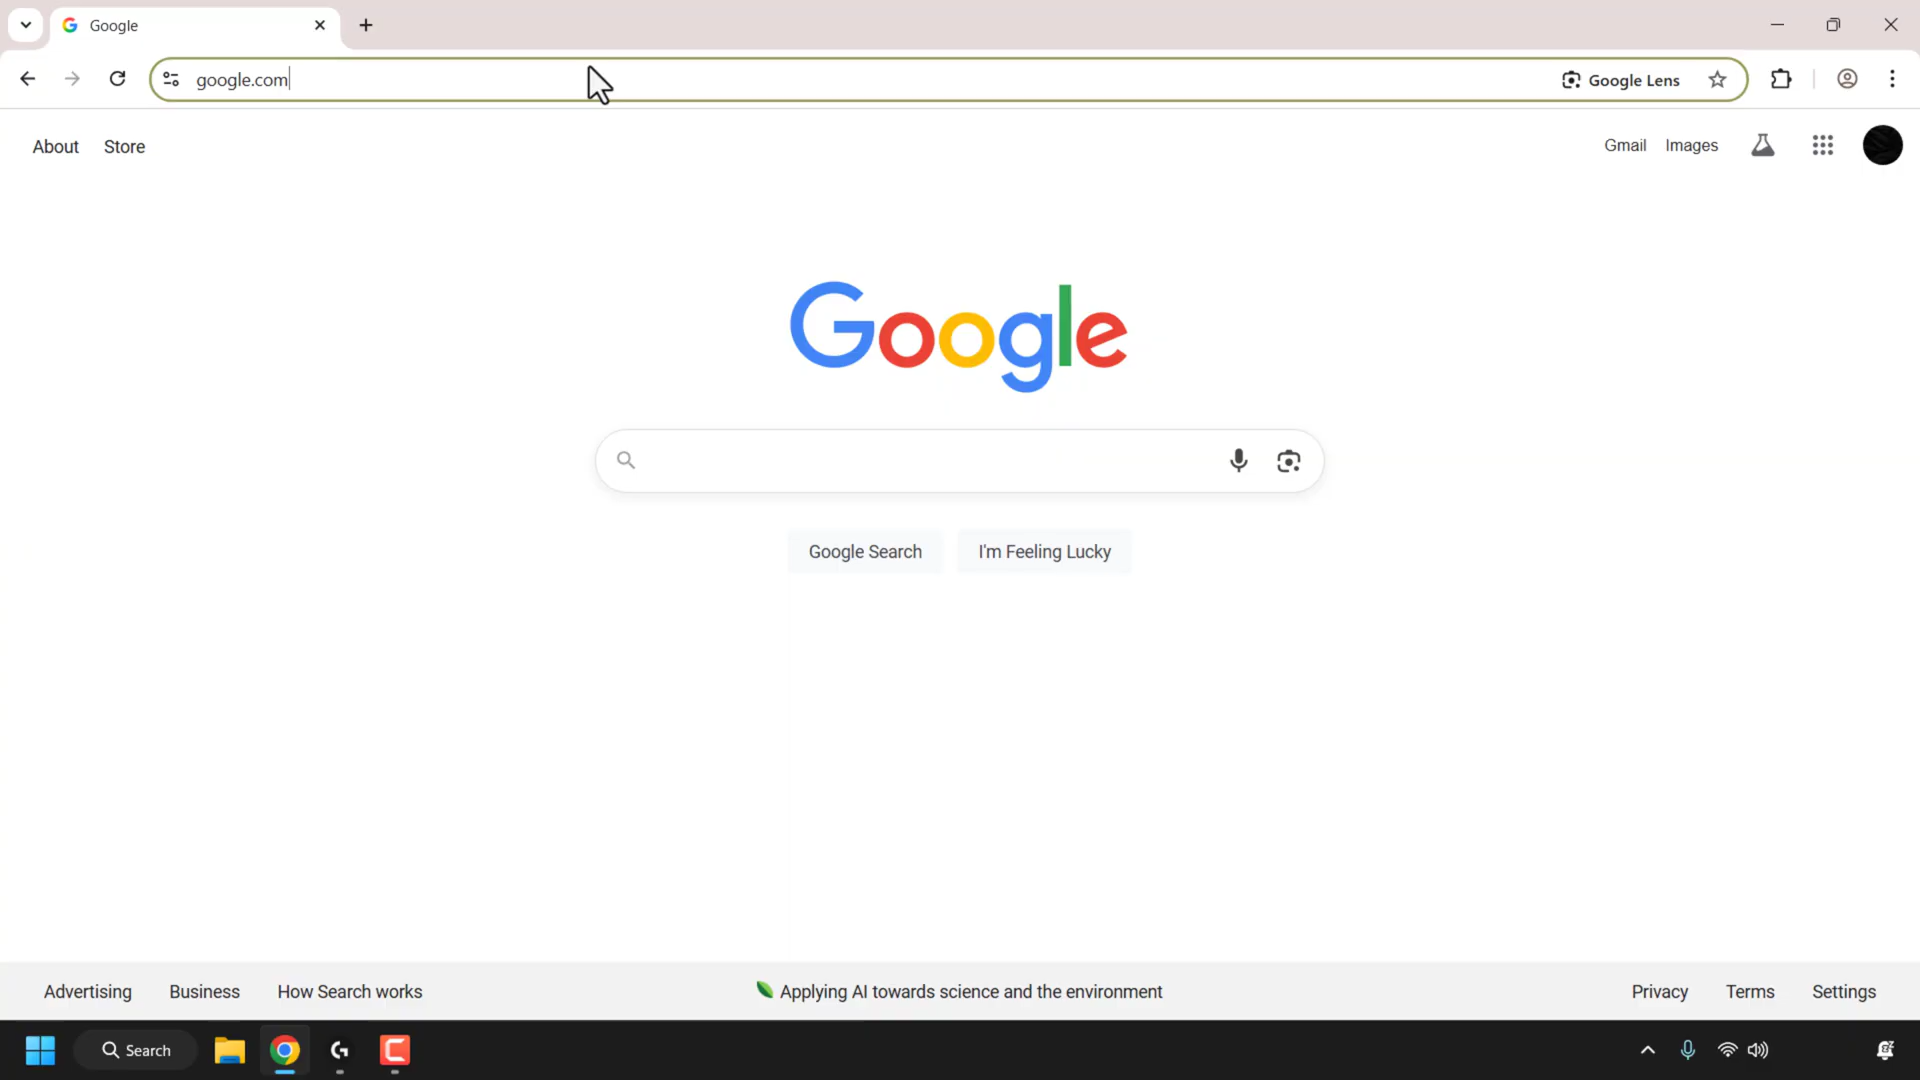 Google
google.com
Google Lens
About Store
Gmail Images
Google
Google Search I'm Feeling Lucky
Advertising Business How Search works
Applying AI towards science and the environment
Privacy Terms Settings
Search